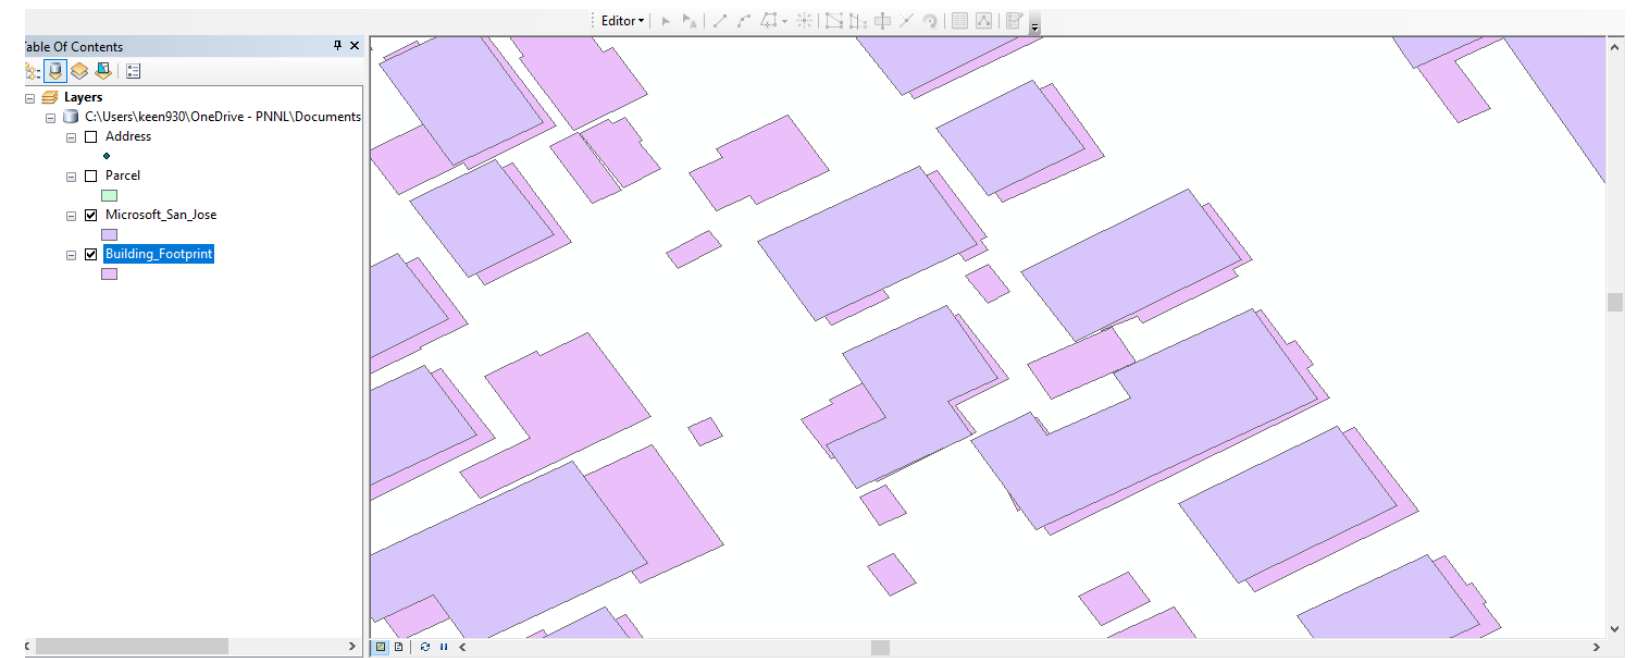 Editor
able Of Contents
Layers
C:\Users\keen930\OneDrive - PNNL\Documents
Address
Parcel
Microsoft_San_Jose
Building_Footprint